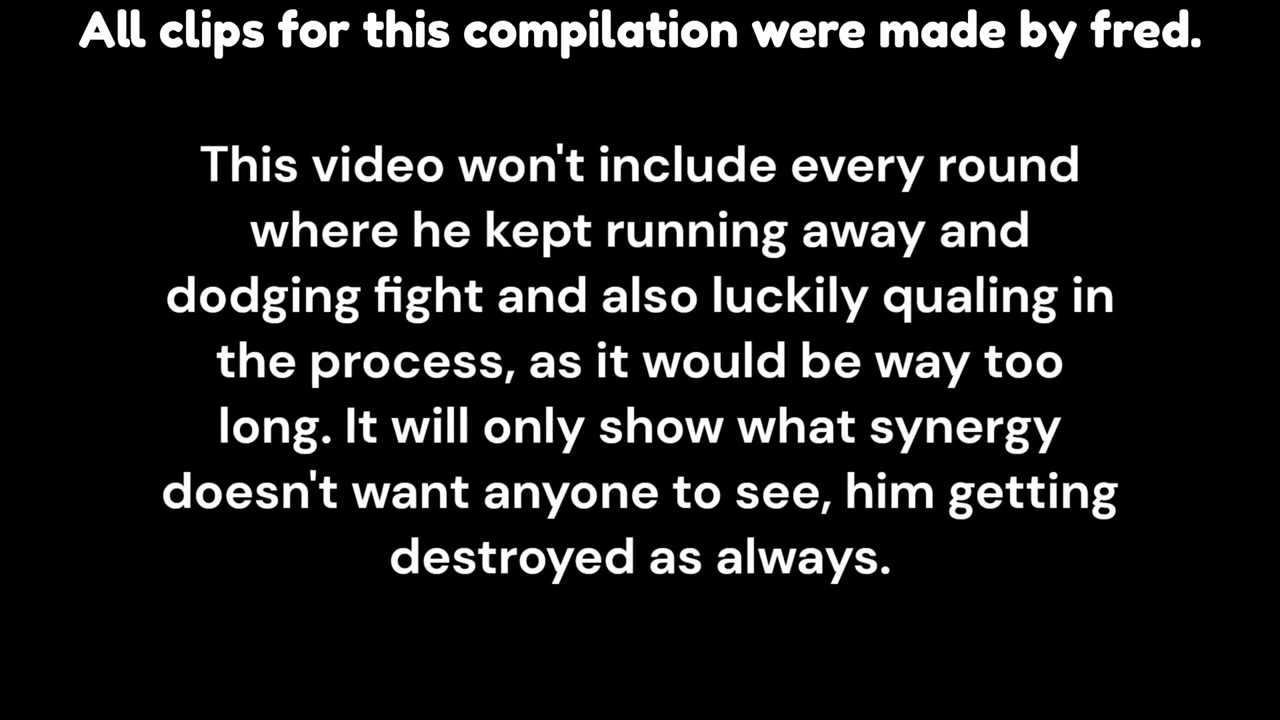 All clips for this compilation were made by fred.
This video won't include every round
where he kept running away and
dodging fight and also luckily qualing in
the process, as it would be way too
long. It will only show what synergy
doesn't want anyone to see, him getting
destroyed as always.